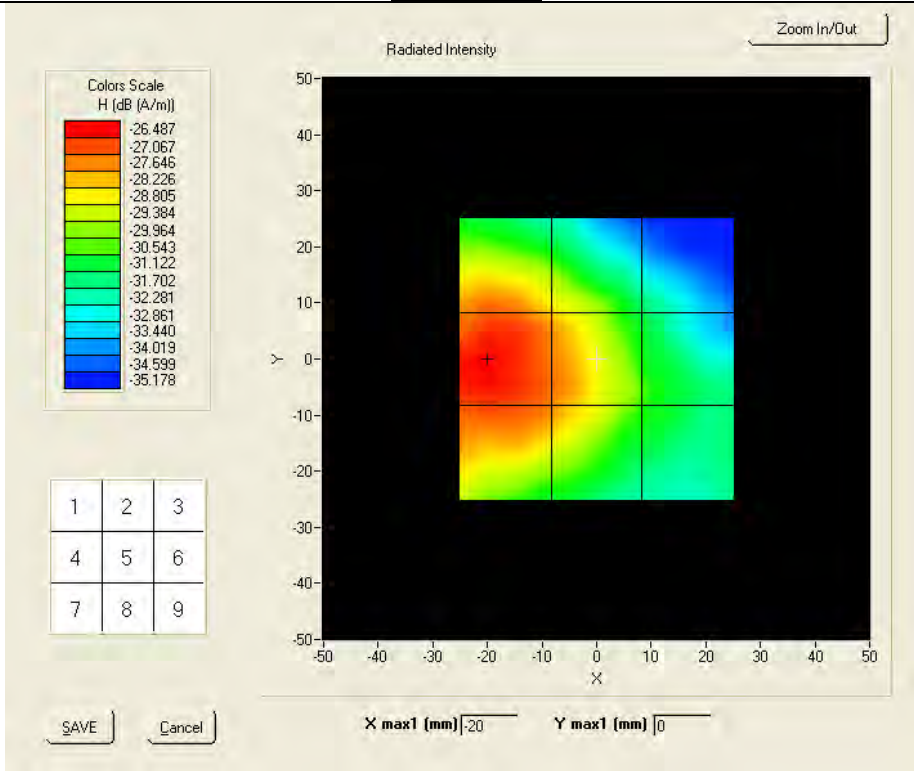 Zoom In/Out
Radiated Intensity
Colors Scale
H (dB (A/m))
-26.487
-27.067
-27.646
-28.226
-28.805
-29.384
-29.964
-30.543
-31.122
-31.702
-32.281
-32.861
-33.440
-34.019
-34.599
-35.178
50
40
30
20
10
0
-10
-20
-30
-40
-50
Y
-50 -40 -30 -20 -10 0 10 20 30 40 50
X
1 2 3
4 5 6
7 8 9
SAVE Cancel
X max1 (mm) -20 Y max1 (mm) 0